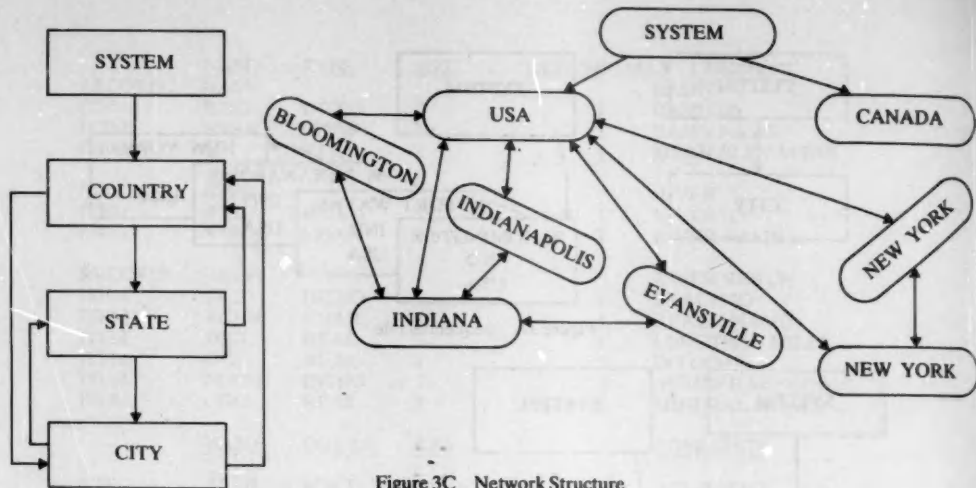 SYSTEM
COUNTRY
STATE
CITY
SYSTEM
USA
CANADA
BLOOMINGTON
INDIANAPOLIS
NEW YORK
INDIANA
EVANSVILLE
NEW YORK
Figure 3C Network Structure